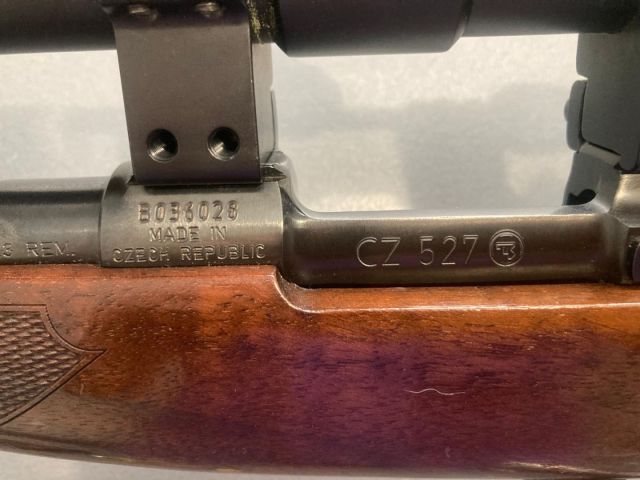 B036028
MADE IN
CZECH REPUBLIC
REM.
CZ 527